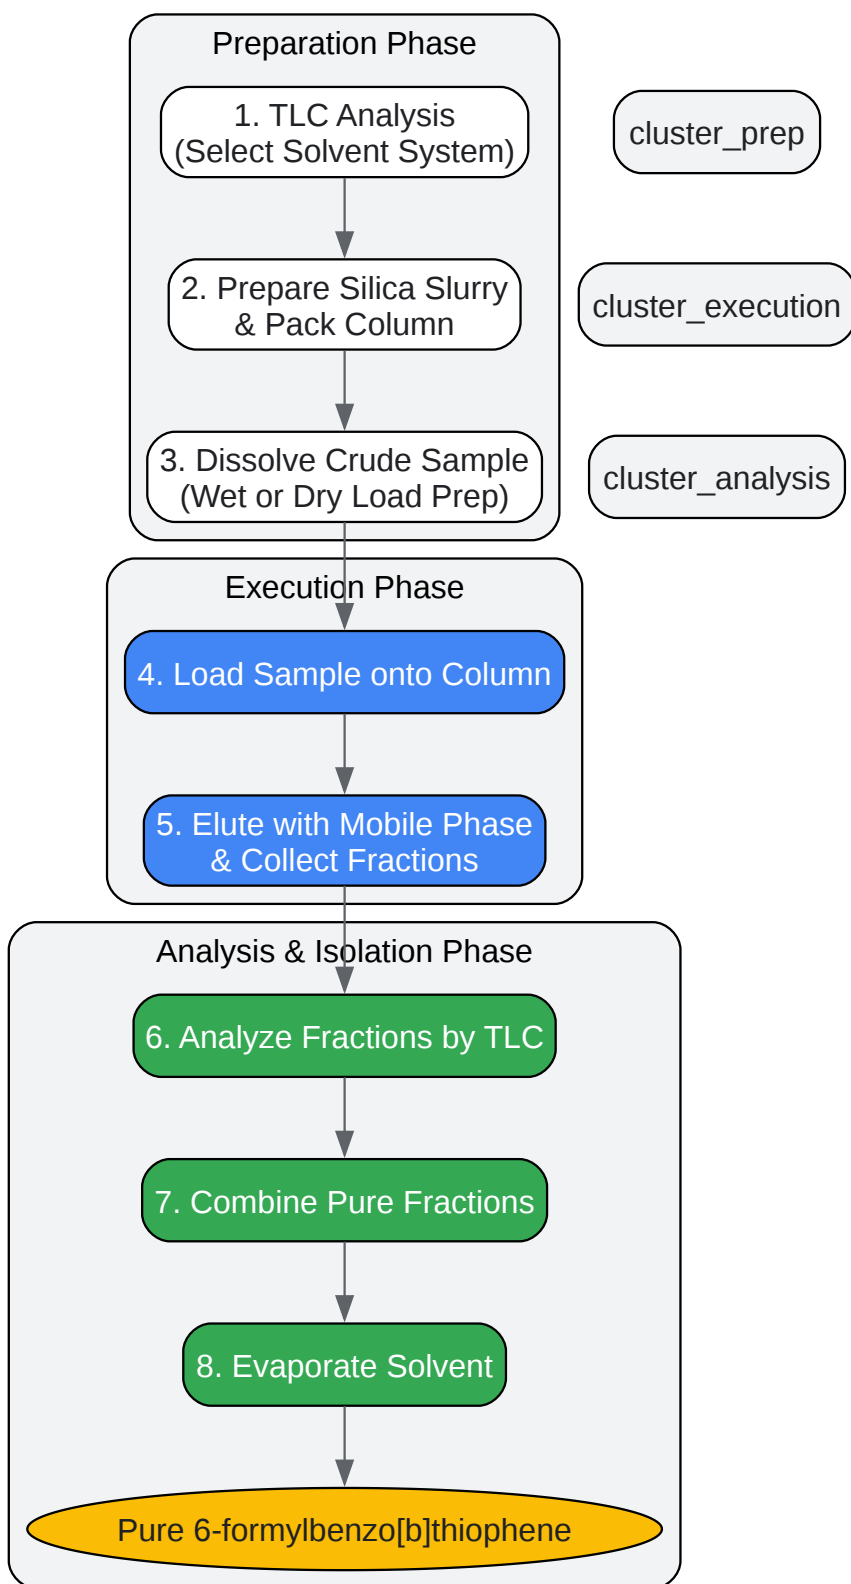 Preparation Phase
1. TLC Analysis
(Select Solvent System)
cluster_prep
2. Prepare Silica Slurry
& Pack Column
cluster_execution
3. Dissolve Crude Sample
(Wet or Dry Load Prep)
cluster_analysis
Execution Phase
4. Load Sample onto Column
5. Elute with Mobile Phase
& Collect Fractions
Analysis & Isolation Phase
6. Analyze Fractions by TLC
7. Combine Pure Fractions
8. Evaporate Solvent
Pure 6-formylbenzo[b]thiophene